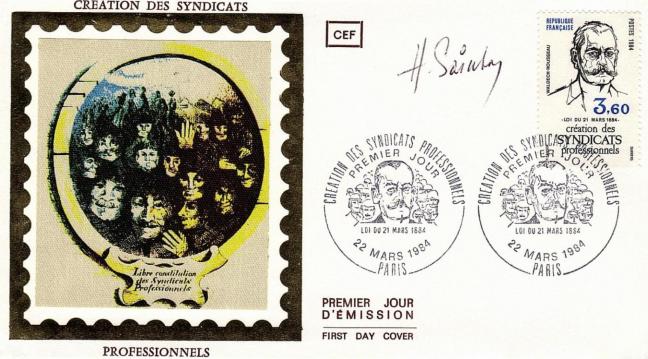 CRÉATION DES SYNDICATS
Libre constitution
des Syndicats
Professionnels
PROFESSIONNELS
CEF
REPUBLIQUE
FRANÇAISE
POSTES 1984
WALDECK-ROUSSEAU
3,60
-LOI DU 21 MARS 1884-
création des
SYNDICATS
professionnels
CREATION DES SYNDICATS PROFESSIONNELS
PREMIER JOUR
LOI DU 21 MARS 1884
22 MARS 1984
PARIS
CREATION DES SYNDICATS PROFESSIONNELS
PREMIER JOUR
LOI DU 21 MARS 1884
22 MARS 1984
PARIS
PREMIER JOUR
D'ÉMISSION
FIRST DAY COVER